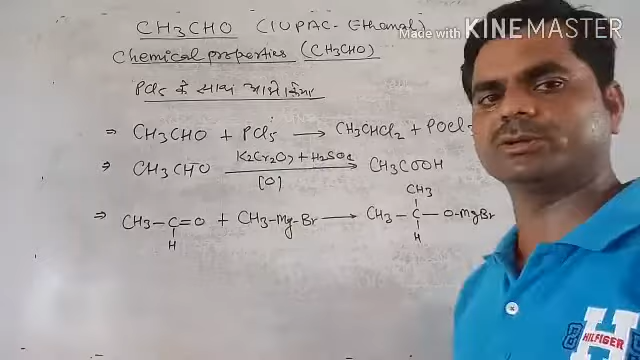 CH3CHO (IUPAC-Ethanal)
Made with KINEMASTER
Chemical properties (CH3CHO)
PCl5 के साथ अभिक्रिया
⇒ CH3CHO + PCl5 ⟶ CH3CHCl2 + POCl3
⇒ CH3CHO K2Cr2O7 + H2SO4 ⟶ [O] CH3COOH
⇒ CH3-C=O + CH3-Mg-Br ⟶ CH3-C-O-MgBr
H
CH3
H
HILFIGER